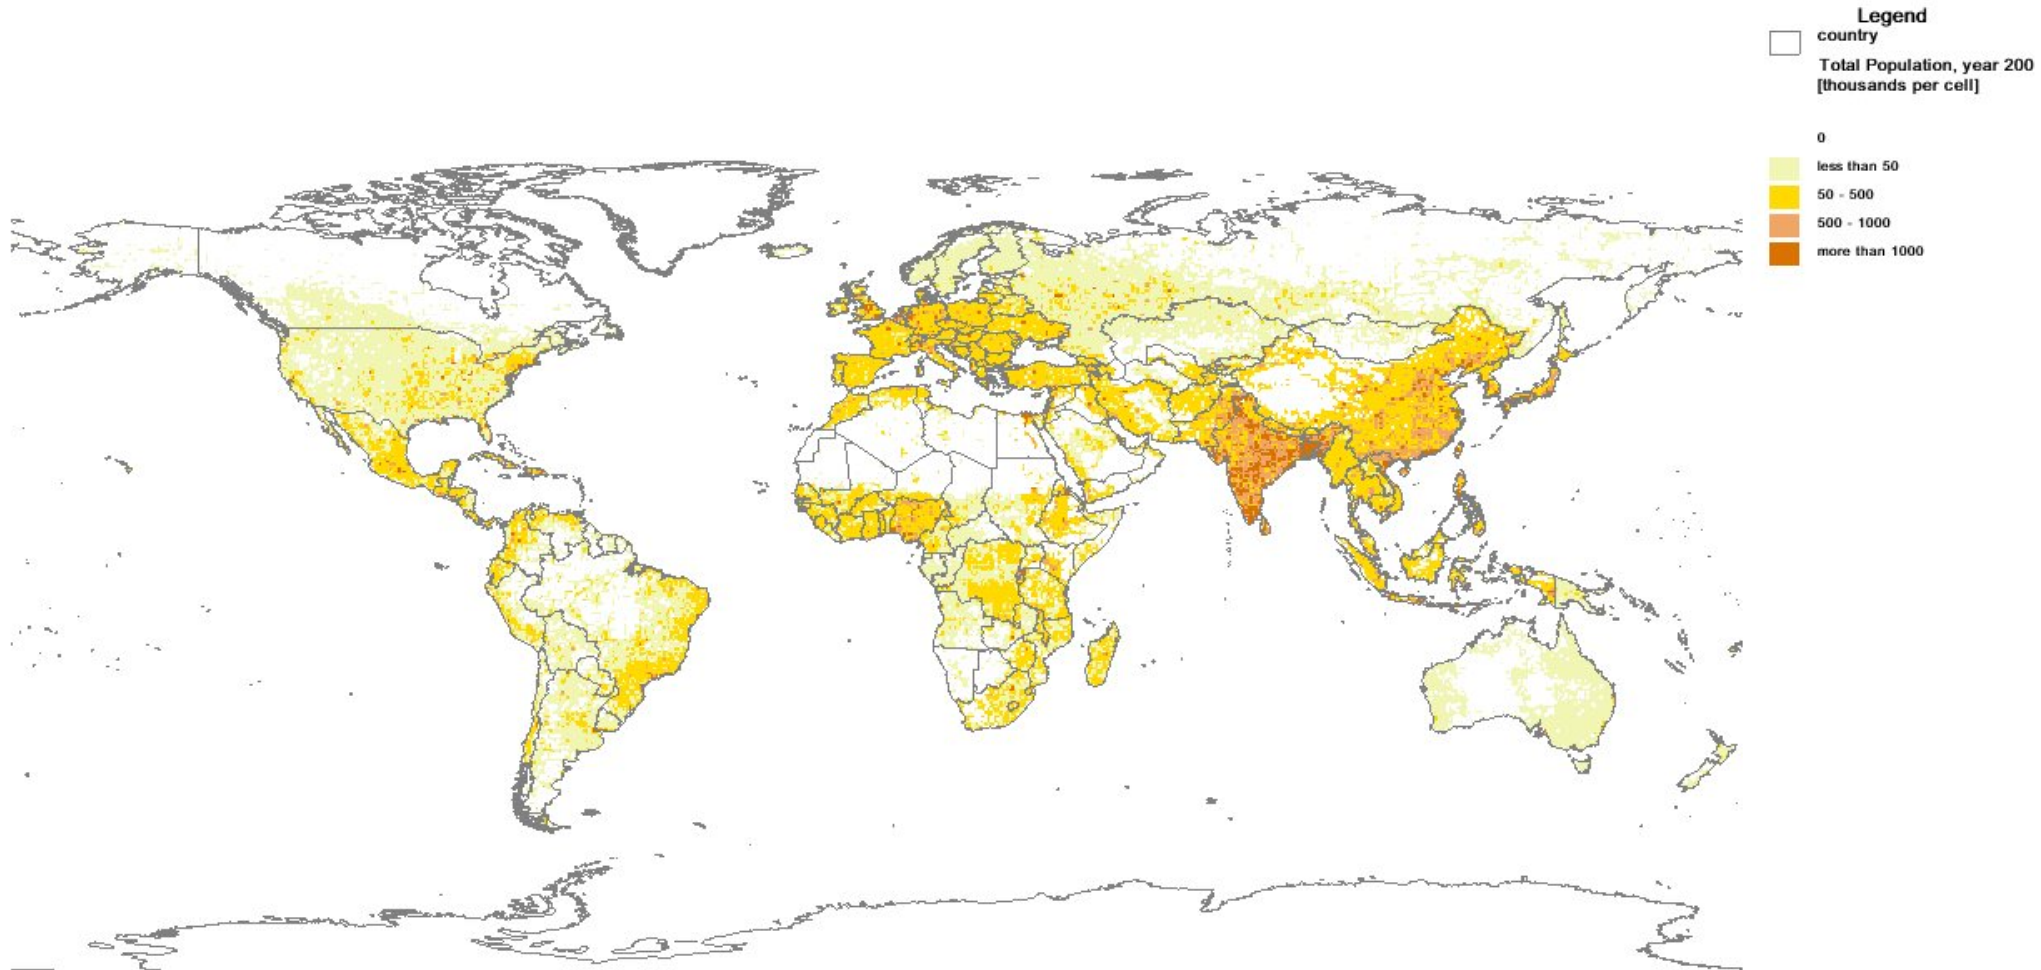 Legend
country
Total Population, year 200
[thousands per cell]
0
less than 50
50 - 500
500 - 1000
more than 1000